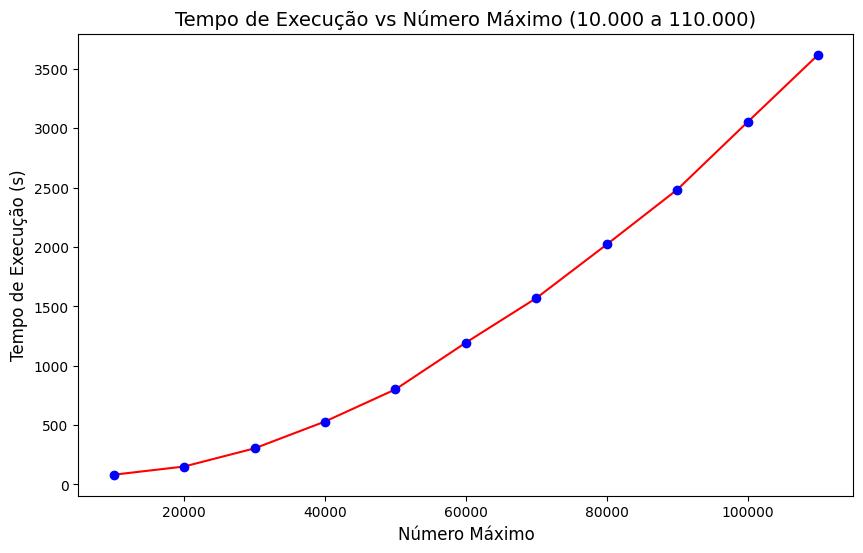 Tempo de Execução vs Número Máximo (10.000 a 110.000)
Tempo de Execução (s)
3500
3000
2500
2000
1500
1000
500
0
20000 40000 60000 80000 100000
Número Máximo